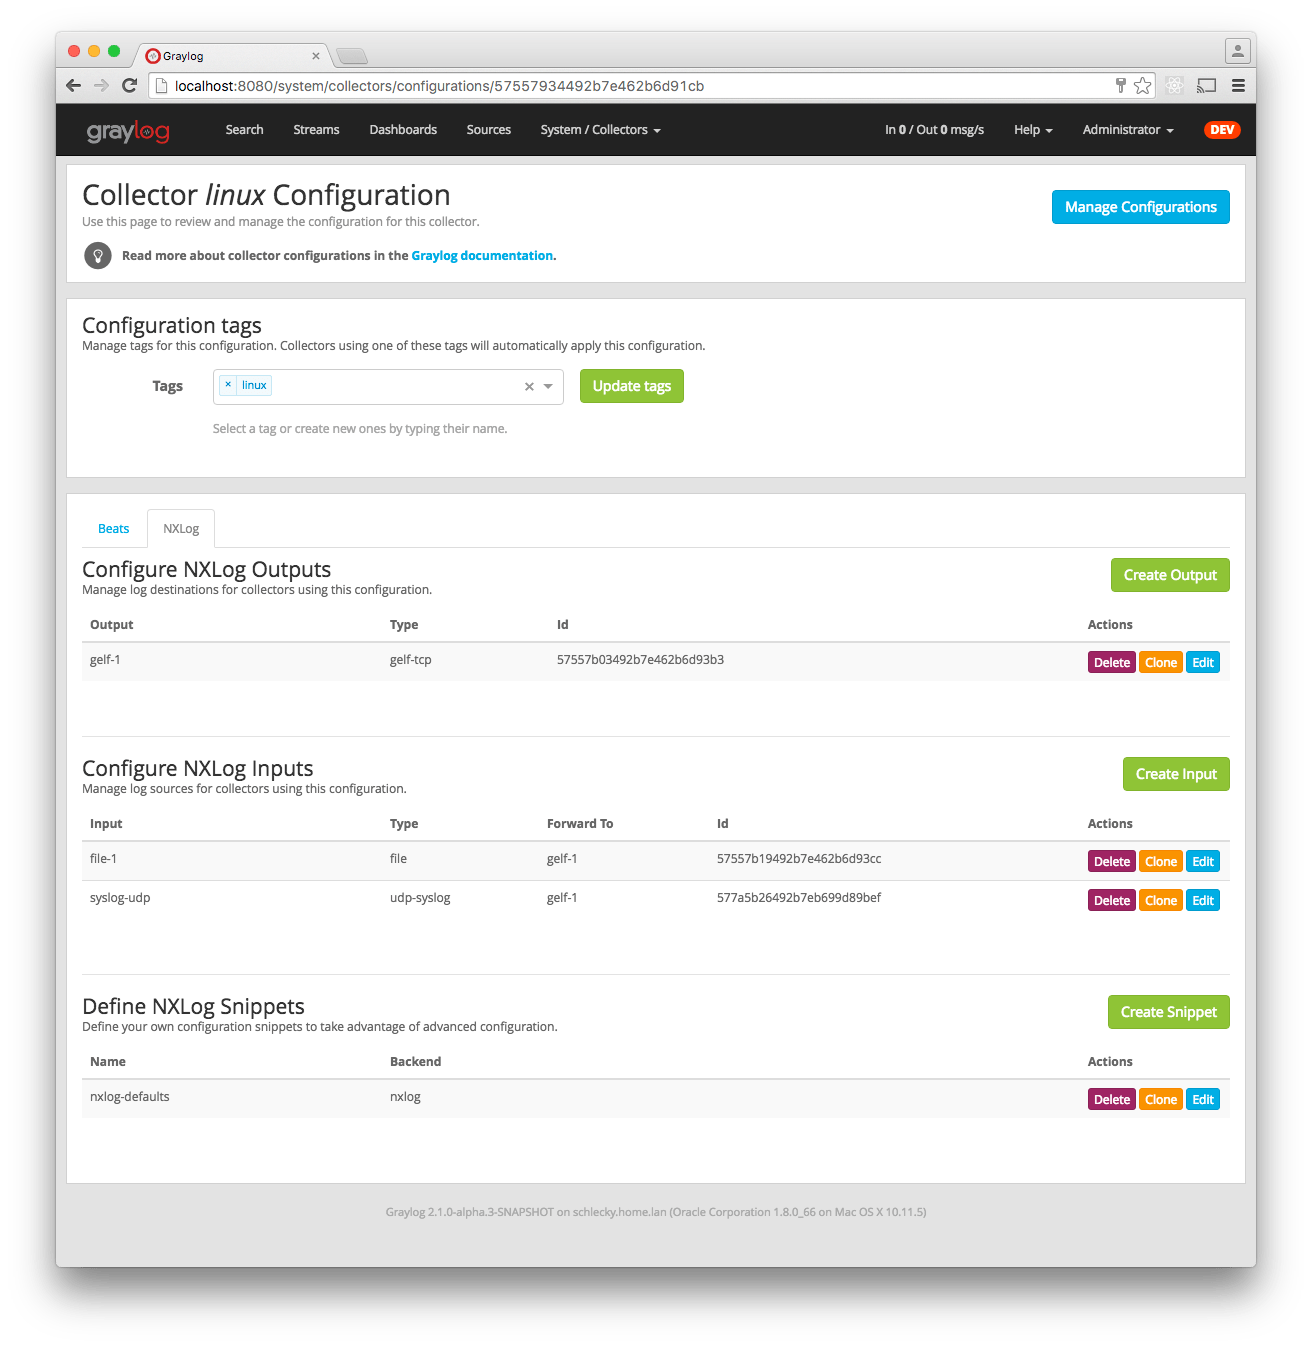 Graylog
localhost:8080/system/collectors/configurations/57557934492b7e462b6d91cb
graylog Search Streams Dashboards Sources System / Collectors In 0 / Out 0 msg/s Help Administrator DEV
Collector linux Configuration
Manage Configurations
Use this page to review and manage the configuration for this collector.
Read more about collector configurations in the Graylog documentation.
Configuration tags
Manage tags for this configuration. Collectors using one of these tags will automatically apply this configuration.
Tags × linux × Update tags
Select a tag or create new ones by typing their name.
Beats NXLog
Configure NXLog Outputs
Create Output
Manage log destinations for collectors using this configuration.
Output Type Id Actions
gelf-1 gelf-tcp 57557b03492b7e462b6d93b3 Delete Clone Edit
Configure NXLog Inputs
Create Input
Manage log sources for collectors using this configuration.
Input Type Forward To Id Actions
file-1 file gelf-1 57557b19492b7e462b6d93cc Delete Clone Edit
syslog-udp udp-syslog gelf-1 577a5b26492b7eb699d89bef Delete Clone Edit
Define NXLog Snippets
Create Snippet
Define your own configuration snippets to take advantage of advanced configuration.
Name Backend Actions
nxlog-defaults nxlog Delete Clone Edit
Graylog 2.1.0-alpha.3-SNAPSHOT on schlecky.home.lan (Oracle Corporation 1.8.0_66 on Mac OS X 10.11.5)